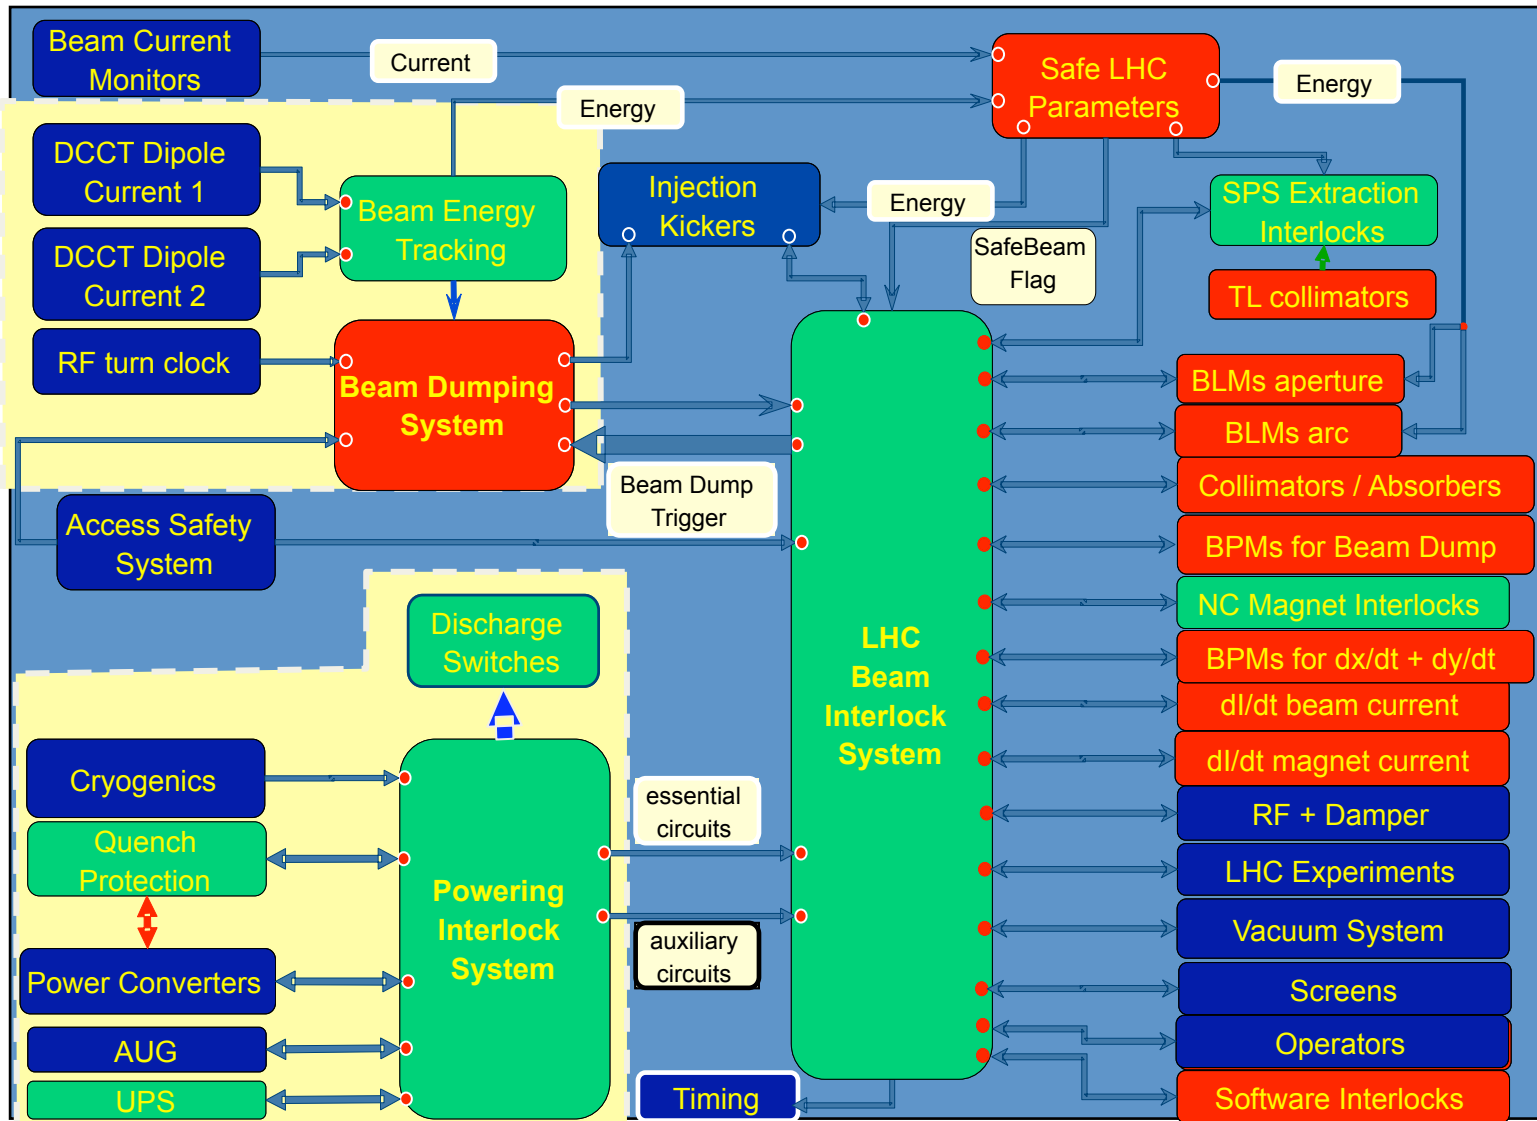 Beam Current
Monitors
Current
Safe LHC
Parameters
Energy
Energy
DCCT Dipole
Current 1
Beam Energy
Tracking
Injection
Kickers
Energy
SPS Extraction
Interlocks
DCCT Dipole
Current 2
SafeBeam
Flag
TL collimators
RF turn clock
Beam Dumping
System
BLMs aperture
BLMs arc
Beam Dump
Trigger
Collimators / Absorbers
Access Safety
System
BPMs for Beam Dump
NC Magnet Interlocks
Discharge
Switches
LHC
Beam
Interlock
System
BPMs for dx/dt + dy/dt
dI/dt beam current
dI/dt magnet current
Cryogenics
essential
circuits
RF + Damper
Quench
Protection
LHC Experiments
Powering
Interlock
System
auxiliary
circuits
Vacuum System
Power Converters
Screens
AUG
Operators
UPS
Timing
Software Interlocks